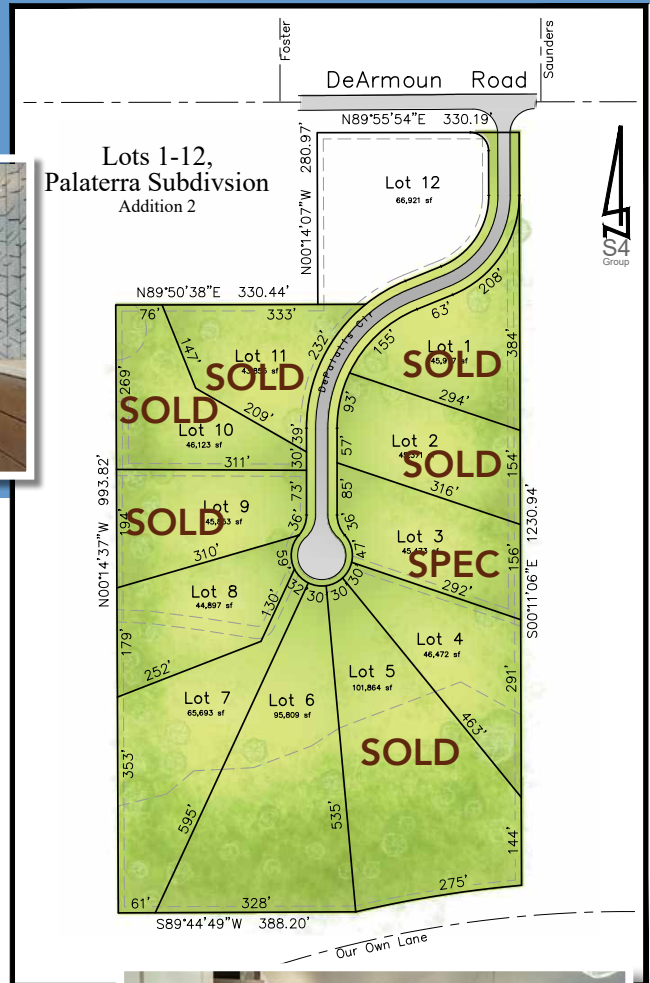 Foster
Saunders
DeArmoun Road
N89°55'54"E 330.19'
Lots 1-12,
Palaterra Subdivsion
Addition 2
N00°14'07"W 280.97'
Lot 12
66,921 sf
S4
Group
N89°50'38"E 330.44'
76'
333'
208'
63'
155'
232'
147'
Lot 11
SOLD
Lot 1
SOLD
384'
269'
SOLD
Lot 10
46,123 sf
209'
93'
294'
39'
30'
311'
57'
Lot 2
SOLD
154'
316'
85'
73'
Lot 9
SOLD
194'
36'
36'
N00°14'37"W 993.82'
S00°11'06"E 1230.94'
Lot 3
SPEC
156'
47'
292'
310'
59'
Lot 8
44,897 sf
130'
32'
30'
30'
30'
Lot 4
46,472 sf
179'
252'
Lot 7
65,693 sf
Lot 6
95,809 sf
Lot 5
101,864 sf
291'
463'
SOLD
353'
595'
535'
144'
275'
61'
328'
S89°44'49"W 388.20'
Our Own Lane